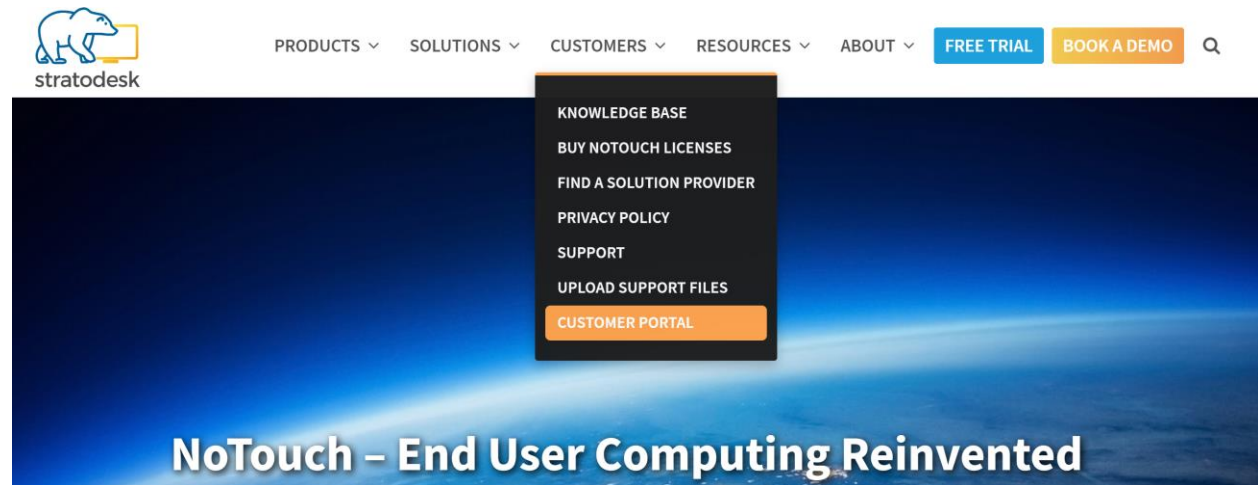 stratodesk
PRODUCTS SOLUTIONS CUSTOMERS RESOURCES ABOUT FREE TRIAL BOOK A DEMO
KNOWLEDGE BASE
BUY NOTOUCH LICENSES
FIND A SOLUTION PROVIDER
PRIVACY POLICY
SUPPORT
UPLOAD SUPPORT FILES
CUSTOMER PORTAL
NoTouch – End User Computing Reinvented